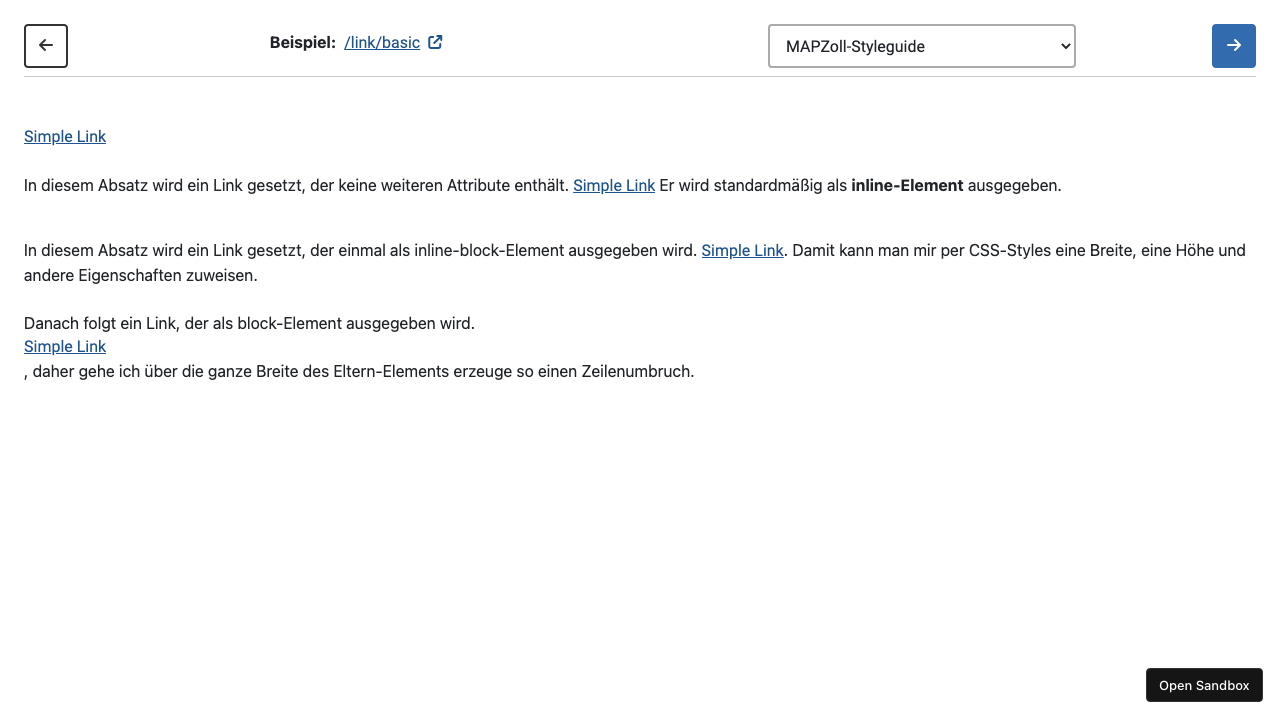 Beispiel: /link/basic MAPZoll-Styleguide
Simple Link
In diesem Absatz wird ein Link gesetzt, der keine weiteren Attribute enthält. Simple Link Er wird standardmäßig als inline-Element ausgegeben.
In diesem Absatz wird ein Link gesetzt, der einmal als inline-block-Element ausgegeben wird. Simple Link. Damit kann man mir per CSS-Styles eine Breite, eine Höhe und
andere Eigenschaften zuweisen.
Danach folgt ein Link, der als block-Element ausgegeben wird.
Simple Link
, daher gehe ich über die ganze Breite des Eltern-Elements erzeuge so einen Zeilenumbruch.
Open Sandbox